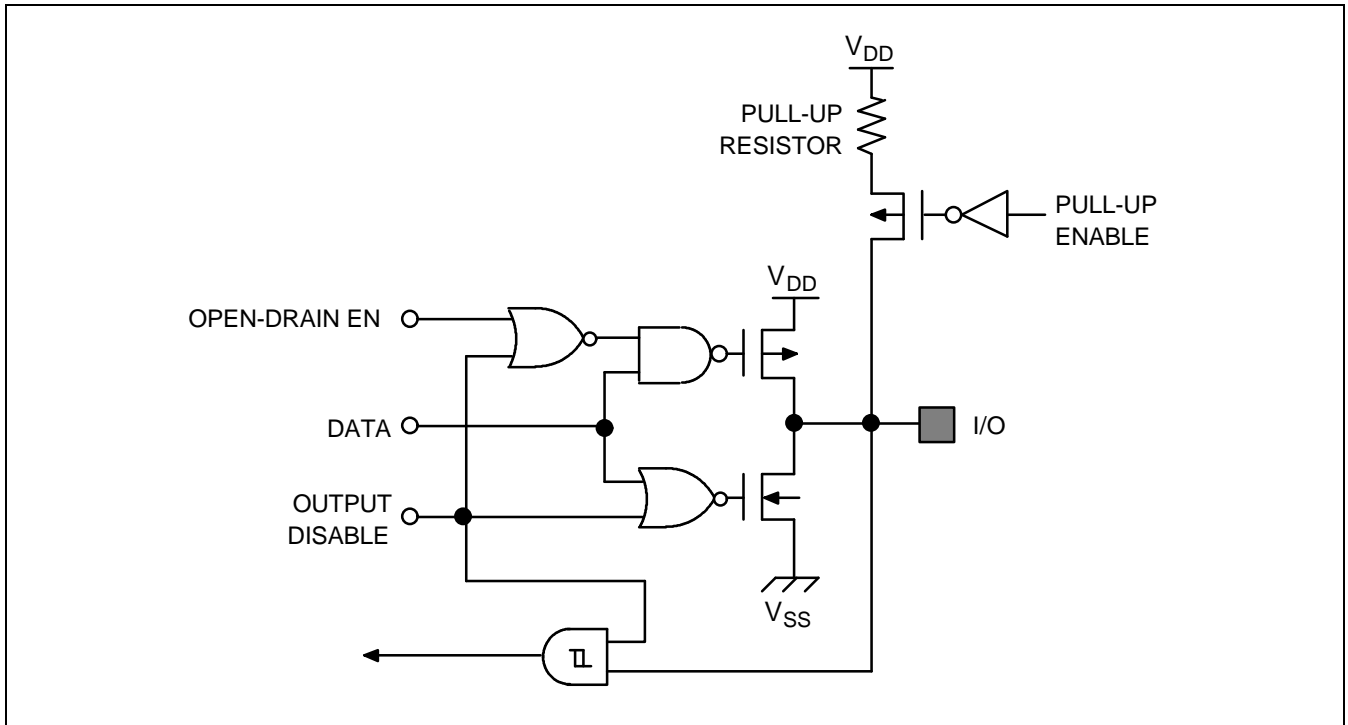 VDD
PULL-UP
RESISTOR
PULL-UP
ENABLE
VDD
OPEN-DRAIN EN
DATA
I/O
OUTPUT
DISABLE
VSS